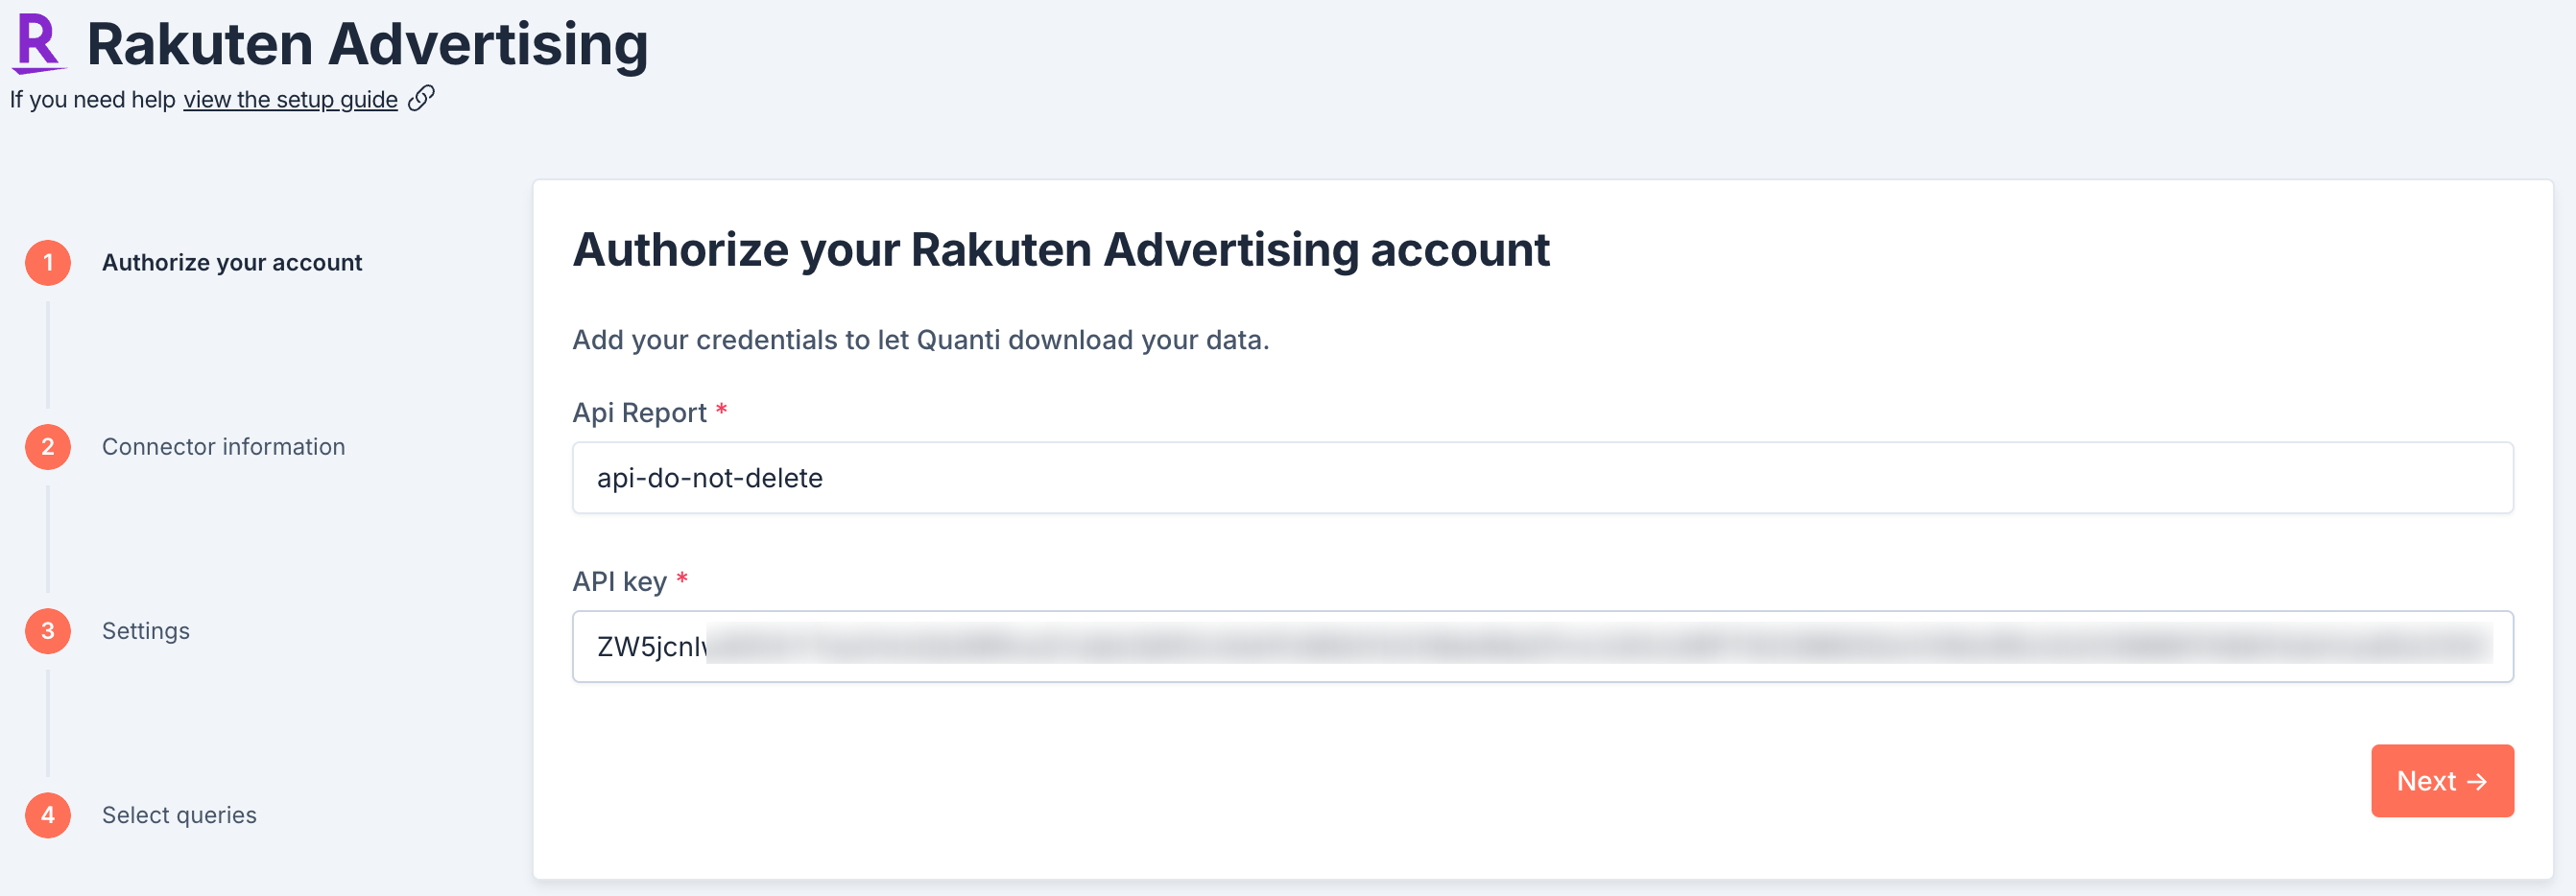 R Rakuten Advertising
If you need help view the setup guide
1 Authorize your account
2 Connector information
3 Settings
4 Select queries
Authorize your Rakuten Advertising account
Add your credentials to let Quanti download your data.
Api Report *
api-do-not-delete
API key *
Next →